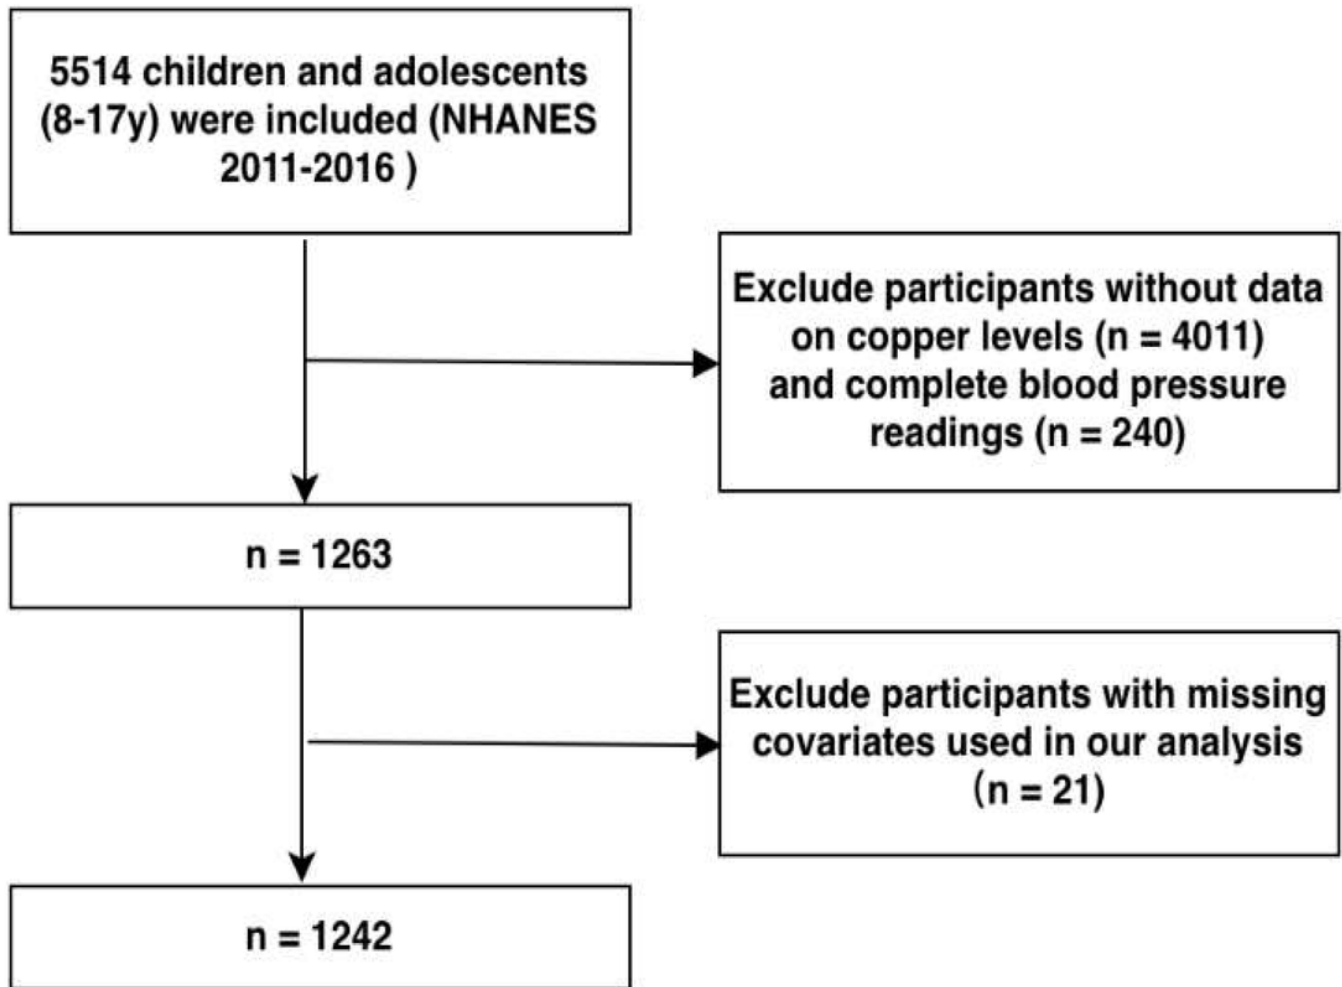 5514 children and adolescents
(8-17y) were included (NHANES
2011-2016 )
Exclude participants without data
on copper levels (n = 4011)
and complete blood pressure
readings (n = 240)
n = 1263
Exclude participants with missing
covariates used in our analysis
(n = 21)
n = 1242